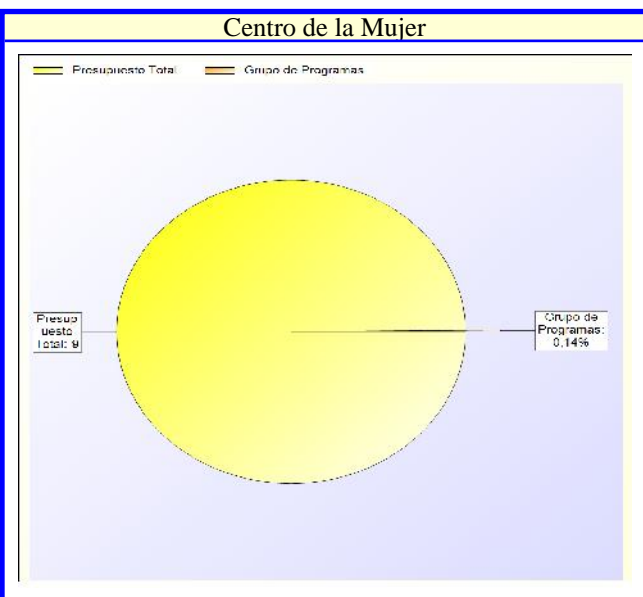 Centro de la Mujer
Presupuesto Total Grupo de Programas
Presup
uesto
Total: 9
Grupo de
Programas:
0,14%